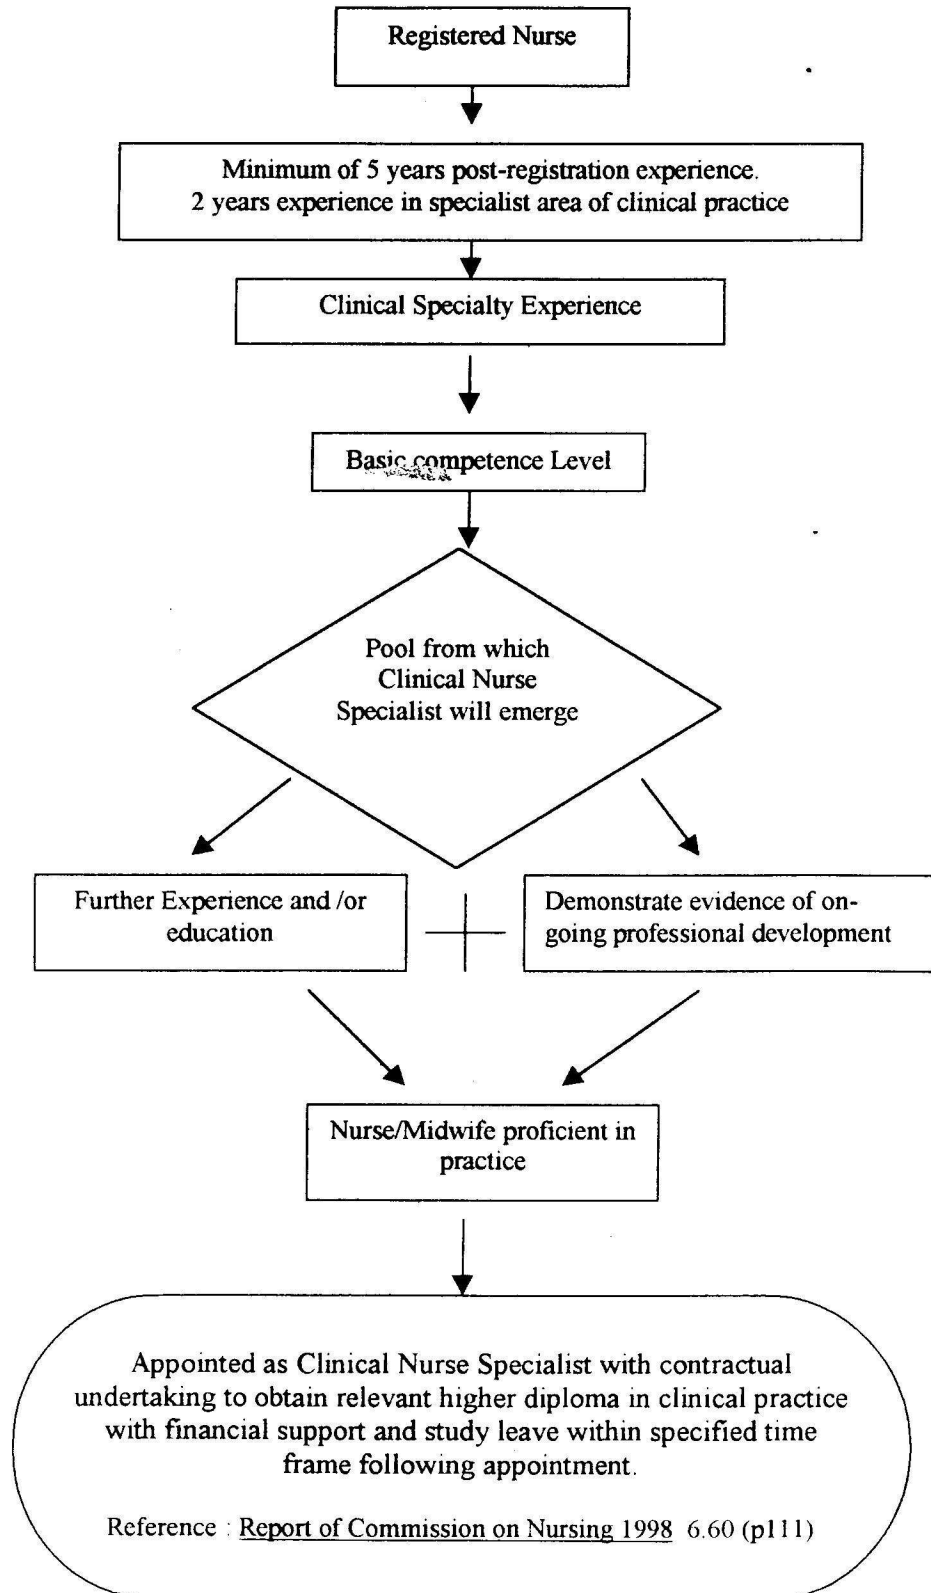 Registered Nurse
Minimum of 5 years post-registration experience.
2 years experience in specialist area of clinical practice
Clinical Specialty Experience
Basic competence Level
Pool from which
Clinical Nurse
Specialist will emerge
Further Experience and /or
education
Demonstrate evidence of on-
going professional development
Nurse/Midwife proficient in
practice
Appointed as Clinical Nurse Specialist with contractual
undertaking to obtain relevant higher diploma in clinical practice
with financial support and study leave within specified time
frame following appointment.
Reference : Report of Commission on Nursing 1998 6.60 (p111)